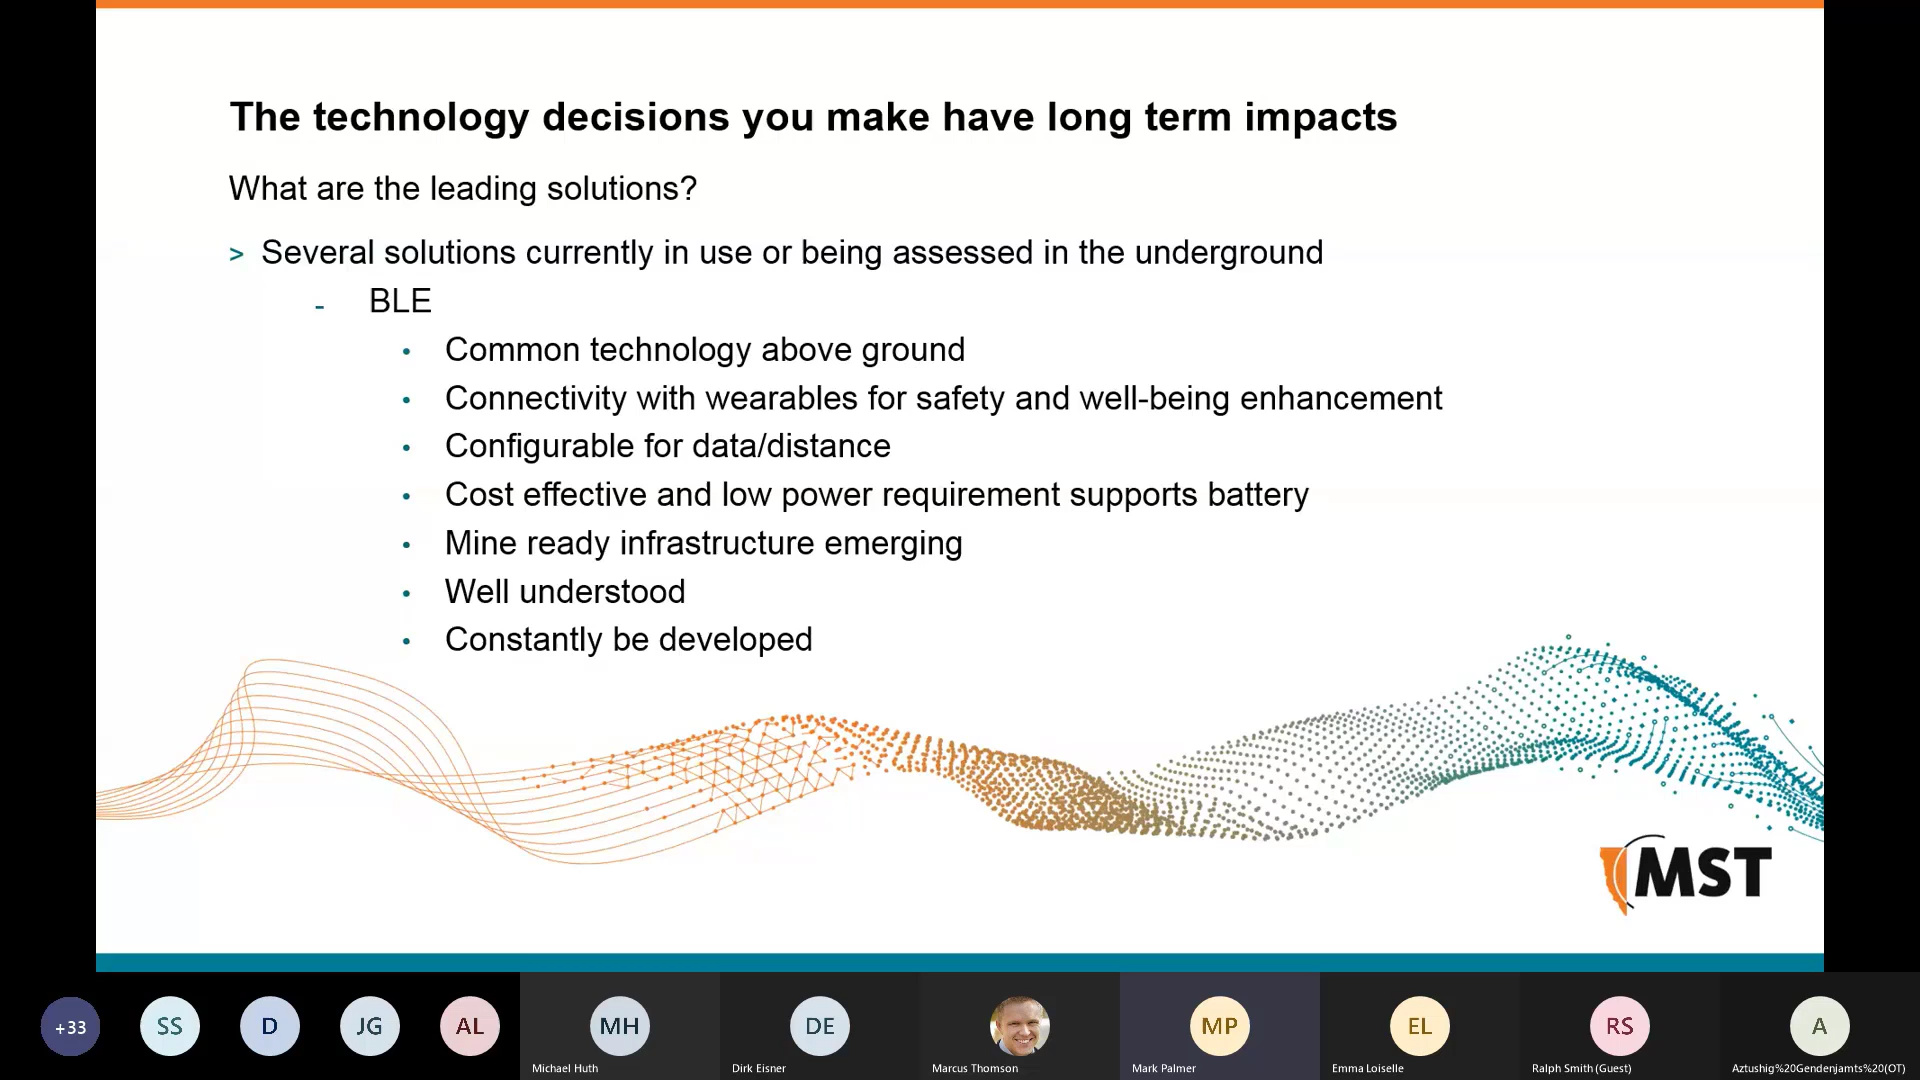 The technology decisions you make have long term impacts
What are the leading solutions?
> Several solutions currently in use or being assessed in the underground
- BLE
• Common technology above ground
• Connectivity with wearables for safety and well-being enhancement
• Configurable for data/distance
• Cost effective and low power requirement supports battery
• Mine ready infrastructure emerging
• Well understood
• Constantly be developed
MST
+33 SS D JG AL MH DE MP EL RS A
Michael Huth Dirk Eisner Marcus Thomson Mark Palmer Emma Loiselle Ralph Smith (Guest) Aztushig%20Gendenjamts%20(OT)